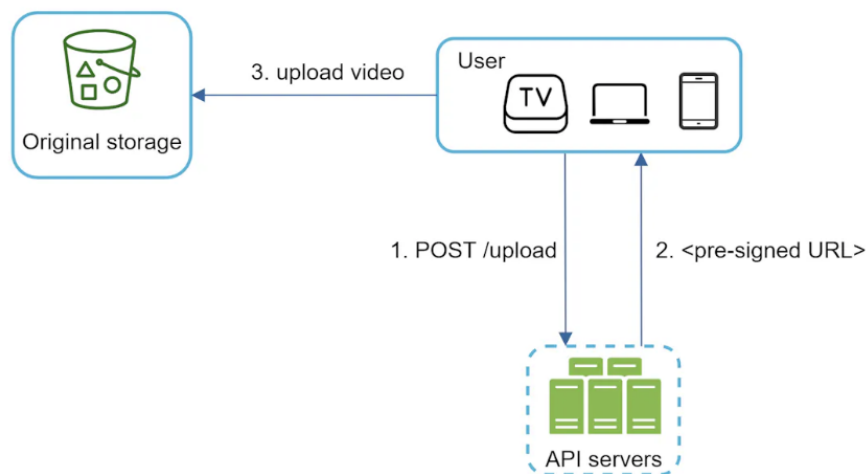 User
TV
3. upload video
Original storage
1. POST /upload
2. <pre-signed URL>
API servers